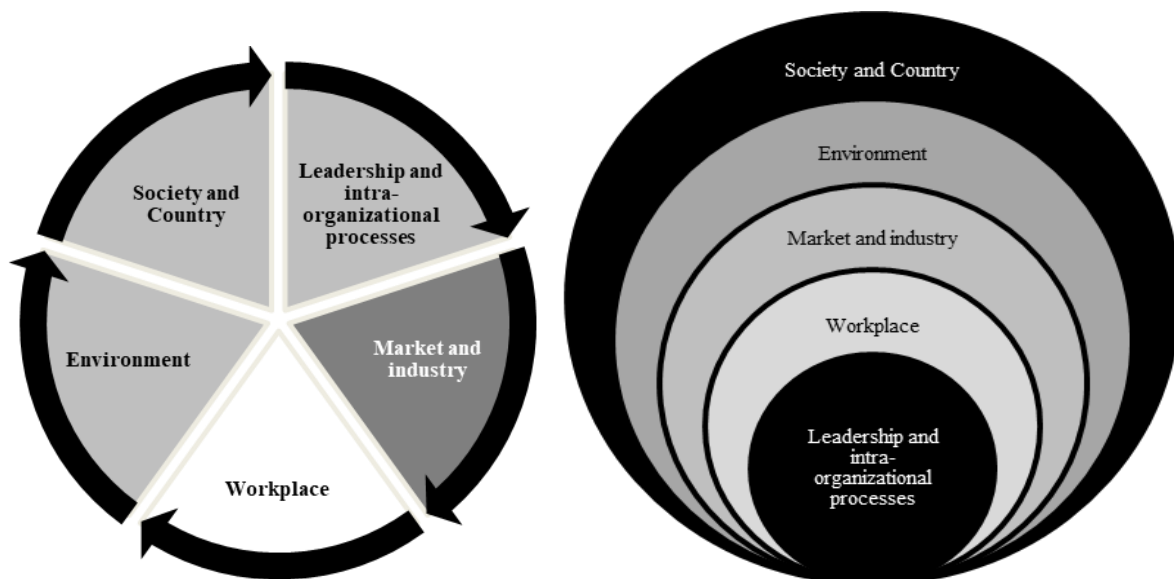 Society and
Country
Leadership and
intra-
organizational
processes
Market and
industry
Workplace
Environment
Society and Country
Environment
Market and industry
Workplace
Leadership and
intra-
organizational
processes